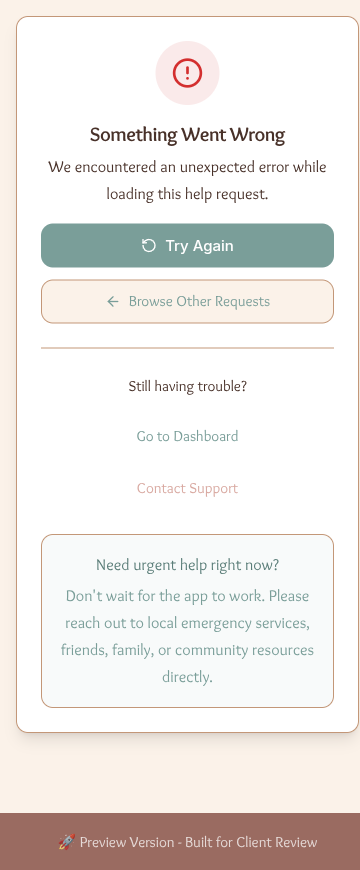 Something Went Wrong
We encountered an unexpected error while
loading this help request.
Try Again
Browse Other Requests
Still having trouble?
Go to Dashboard
Contact Support
Need urgent help right now?
Don't wait for the app to work. Please
reach out to local emergency services,
friends, family, or community resources
directly.
🚀 Preview Version - Built for Client Review